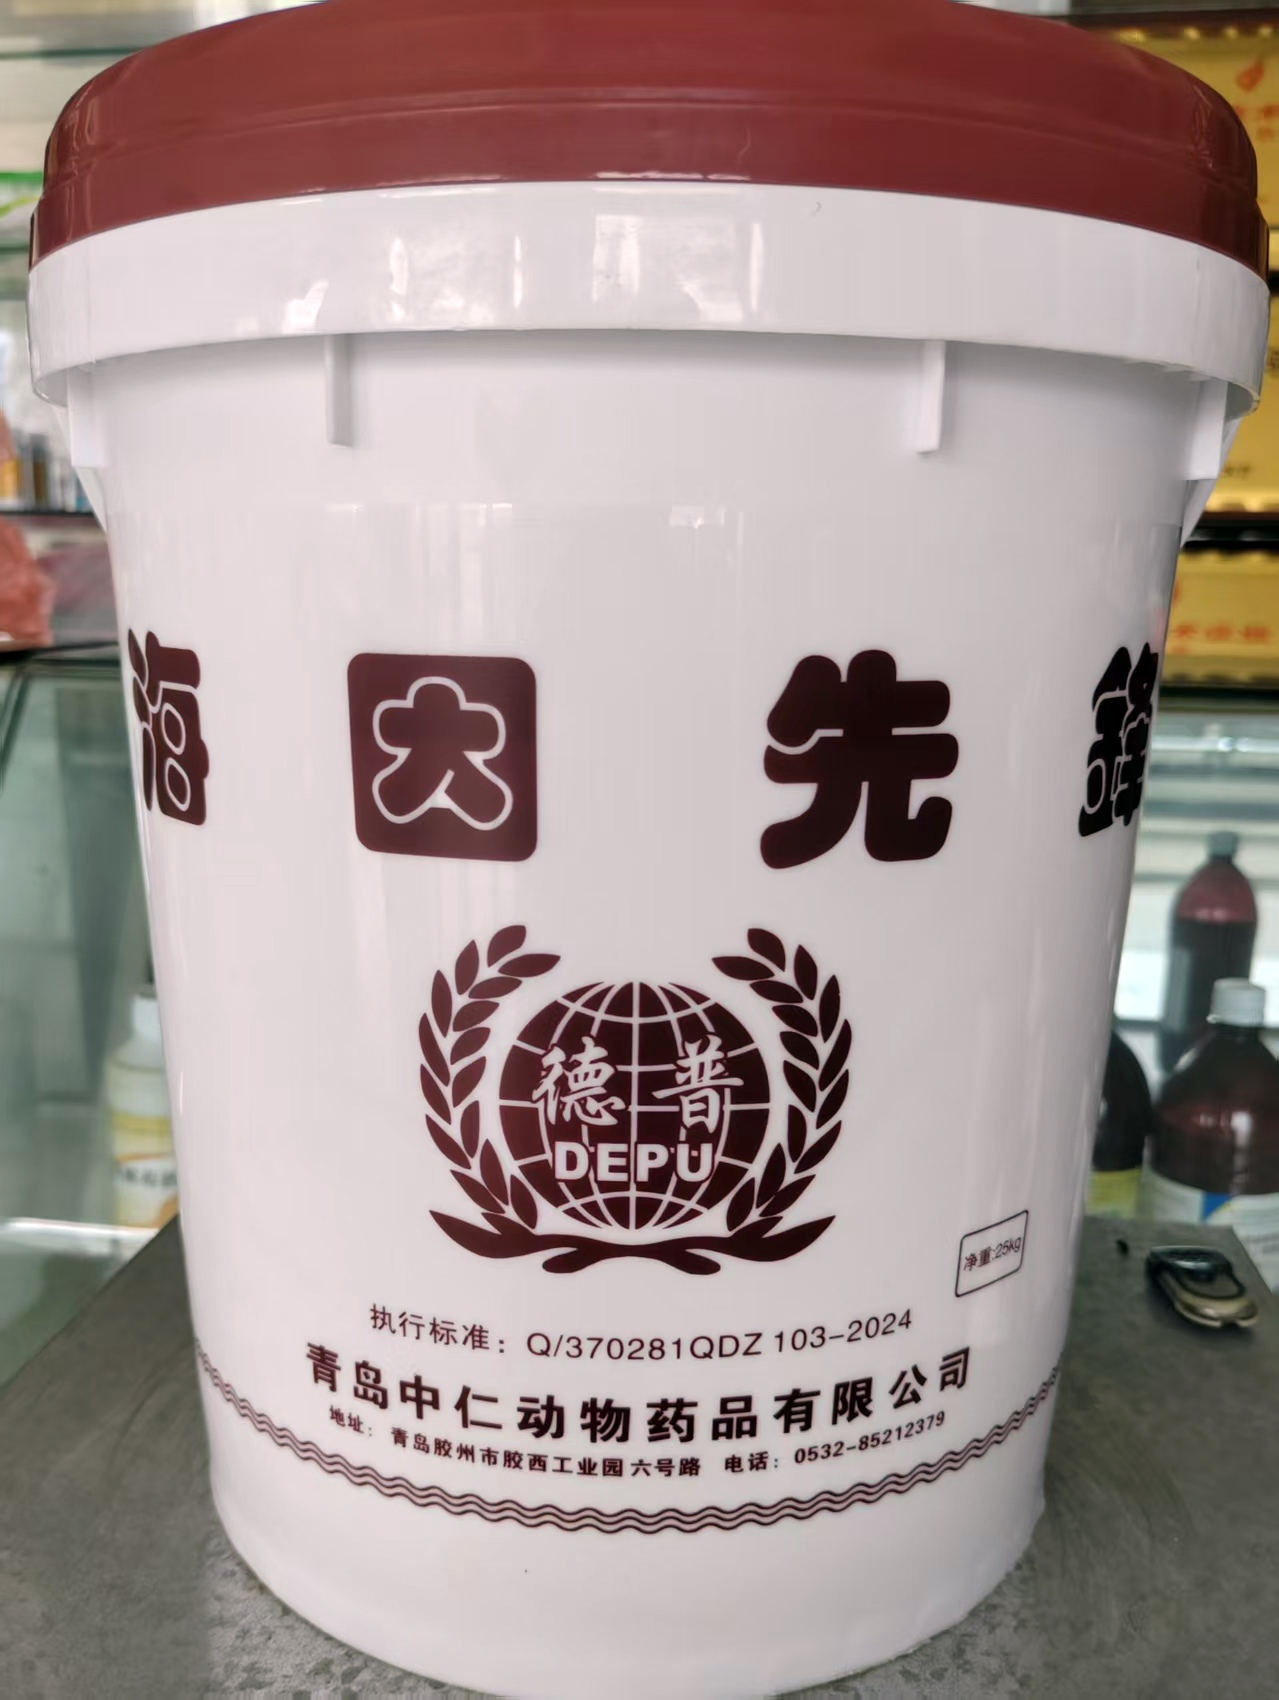 海大先鋒
德普
DEPU
净重:25kg
执行标准：Q/370281QDZ 103-2024
青岛中仁动物药品有限公司
地址：青岛胶州市胶西工业园六号路 电话：0532-85212379